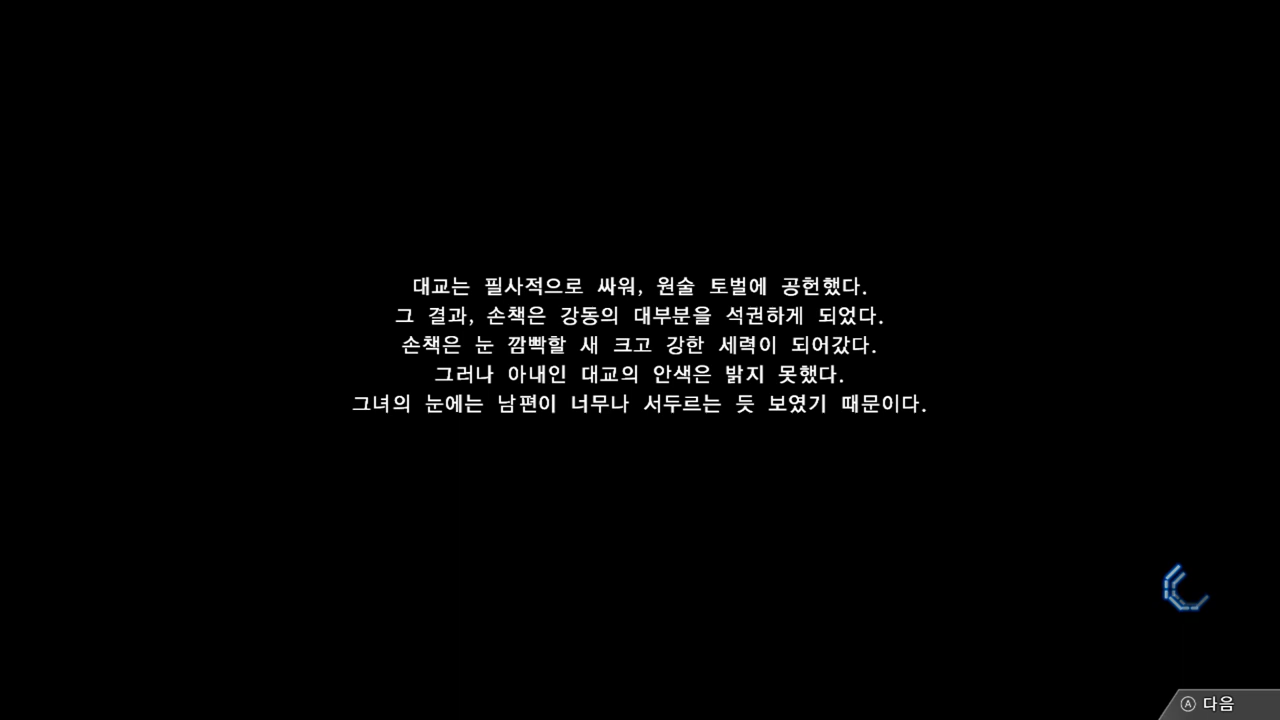 대교는 필사적으로 싸워, 원술 토벌에 공헌했다.
그 결과, 손책은 강동의 대부분을 석권하게 되었다.
손책은 눈 깜빡할 새 크고 강한 세력이 되어갔다.
그러나 아내인 대교의 안색은 밝지 못했다.
그녀의 눈에는 남편이 너무나 서두르는 듯 보였기 때문이다.
Ⓐ 다음